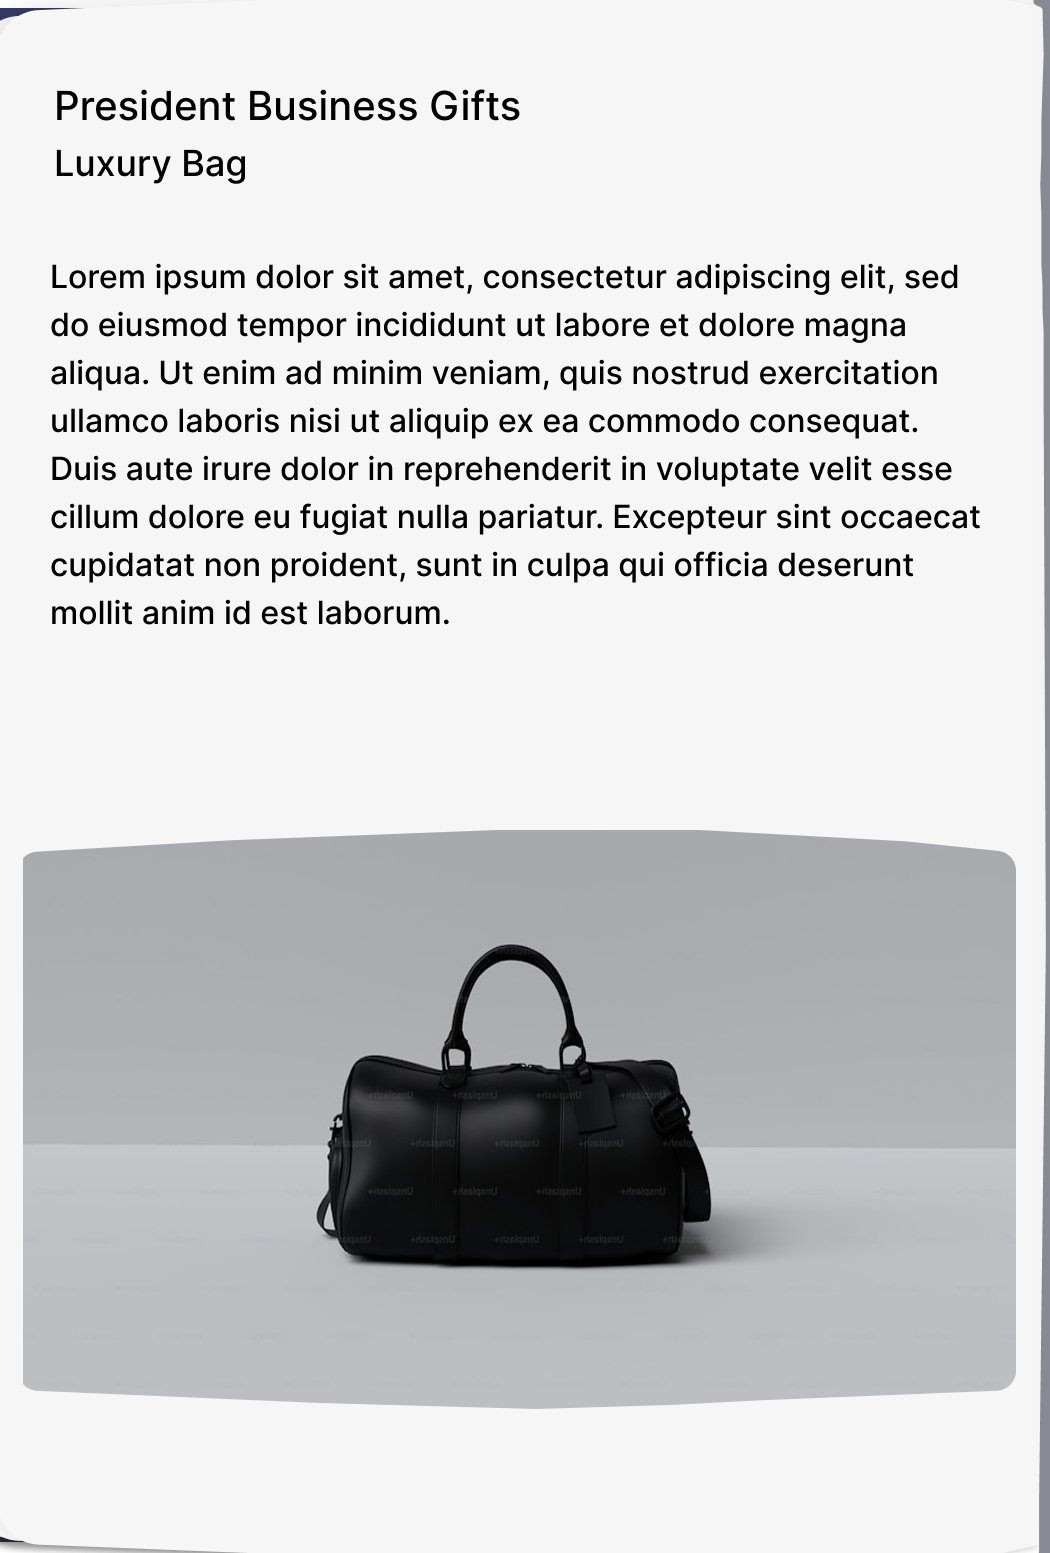 President Business Gifts
Luxury Bag
Lorem ipsum dolor sit amet, consectetur adipiscing elit, sed
do eiusmod tempor incididunt ut labore et dolore magna
aliqua. Ut enim ad minim veniam, quis nostrud exercitation
ullamco laboris nisi ut aliquip ex ea commodo consequat.
Duis aute irure dolor in reprehenderit in voluptate velit esse
cillum dolore eu fugiat nulla pariatur. Excepteur sint occaecat
cupidatat non proident, sunt in culpa qui officia deserunt
mollit anim id est laborum.